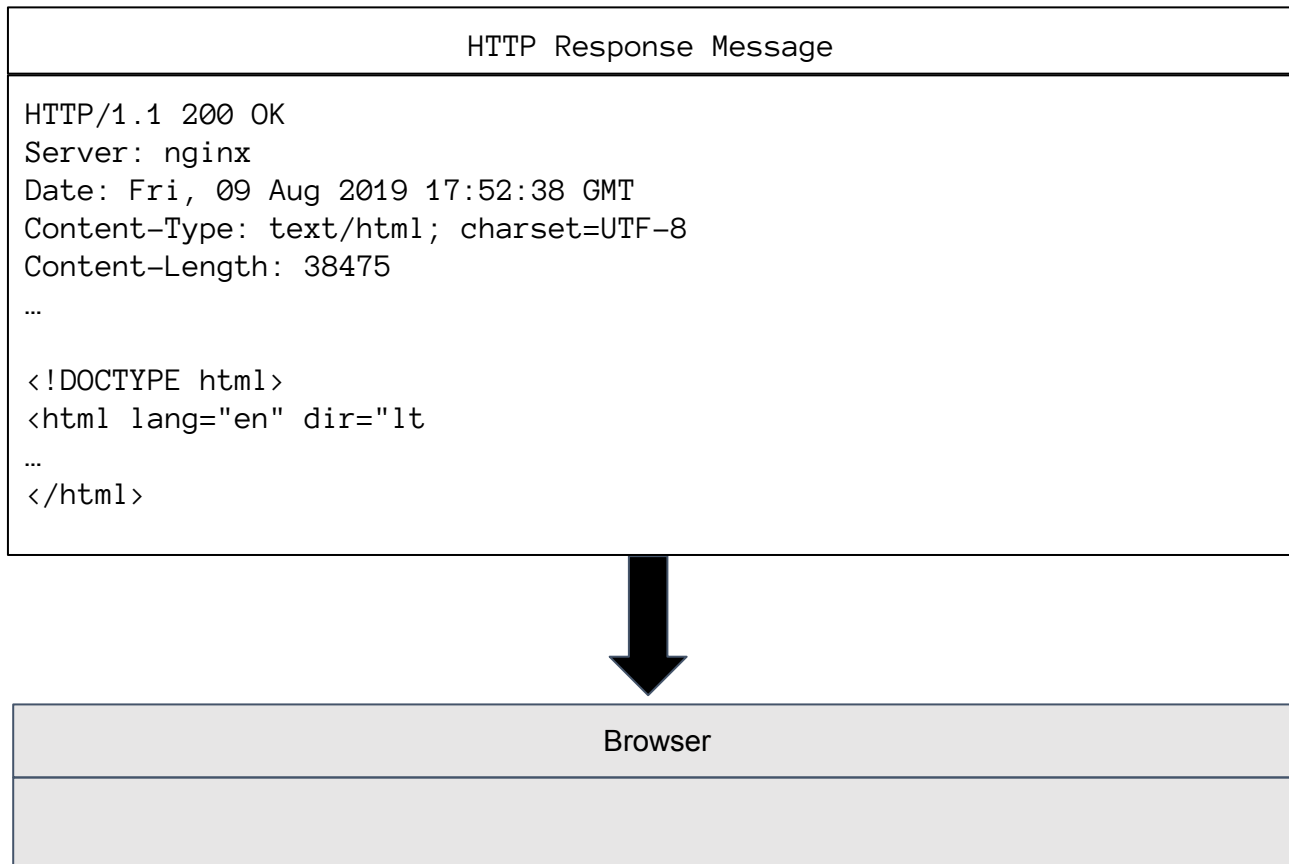 HTTP Response Message
HTTP/1.1 200 OK
Server: nginx
Date: Fri, 09 Aug 2019 17:52:38 GMT
Content-Type: text/html; charset=UTF-8
Content-Length: 38475
…
<!DOCTYPE html>
<html lang="en" dir="lt
…
</html>
Browser